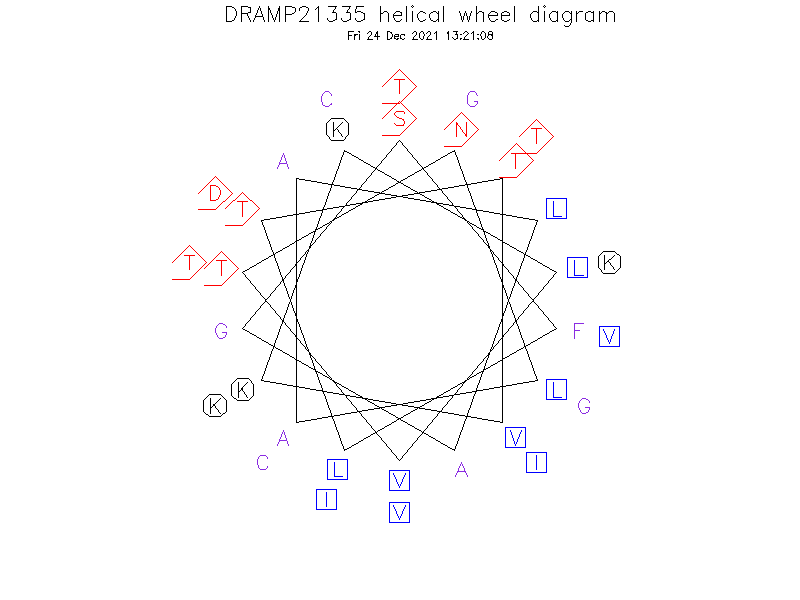 DRAMP21335 helical wheel diagram
Fri 24 Dec 2021 13:21:08
T
C G
K S N T
A T
D T L
T T L K
G F V
K K L G
A V
C L I
V A
I V